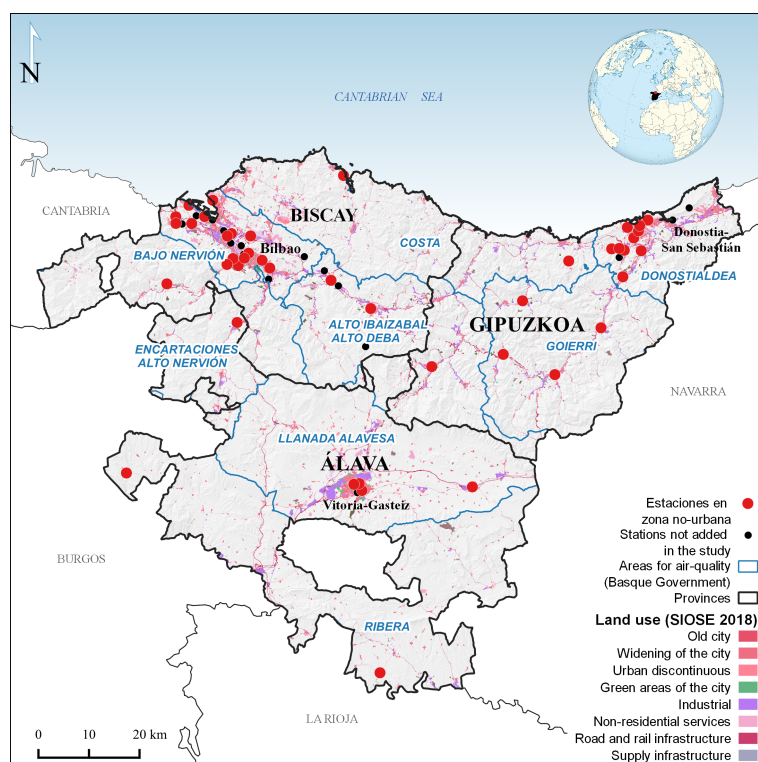 N
CANTABRIAN SEA
CANTABRIA
BISCAY
Donostia-
San Sebastián
COSTA
Bilbao
BAJO NERVIÓN
DONOSTIALDEA
ALTO IBAIZABAL
ALTO DEBA
GIPUZKOA
GOIERRI
ENCARTACIONES
ALTO NERVIÓN
NAVARRA
LLANADA ALAVESA
ÁLAVA
Vitoria-Gasteiz
BURGOS
RIBERA
LA RIOJA
0 10 20 km
Estaciones en
zona no-urbana
Stations not added
in the study
Areas for air-quality
(Basque Government)
Provinces
Land use (SIOSE 2018)
Old city
Widening of the city
Urban discontinuous
Green areas of the city
Industrial
Non-residential services
Road and rail infrastructure
Supply infrastructure